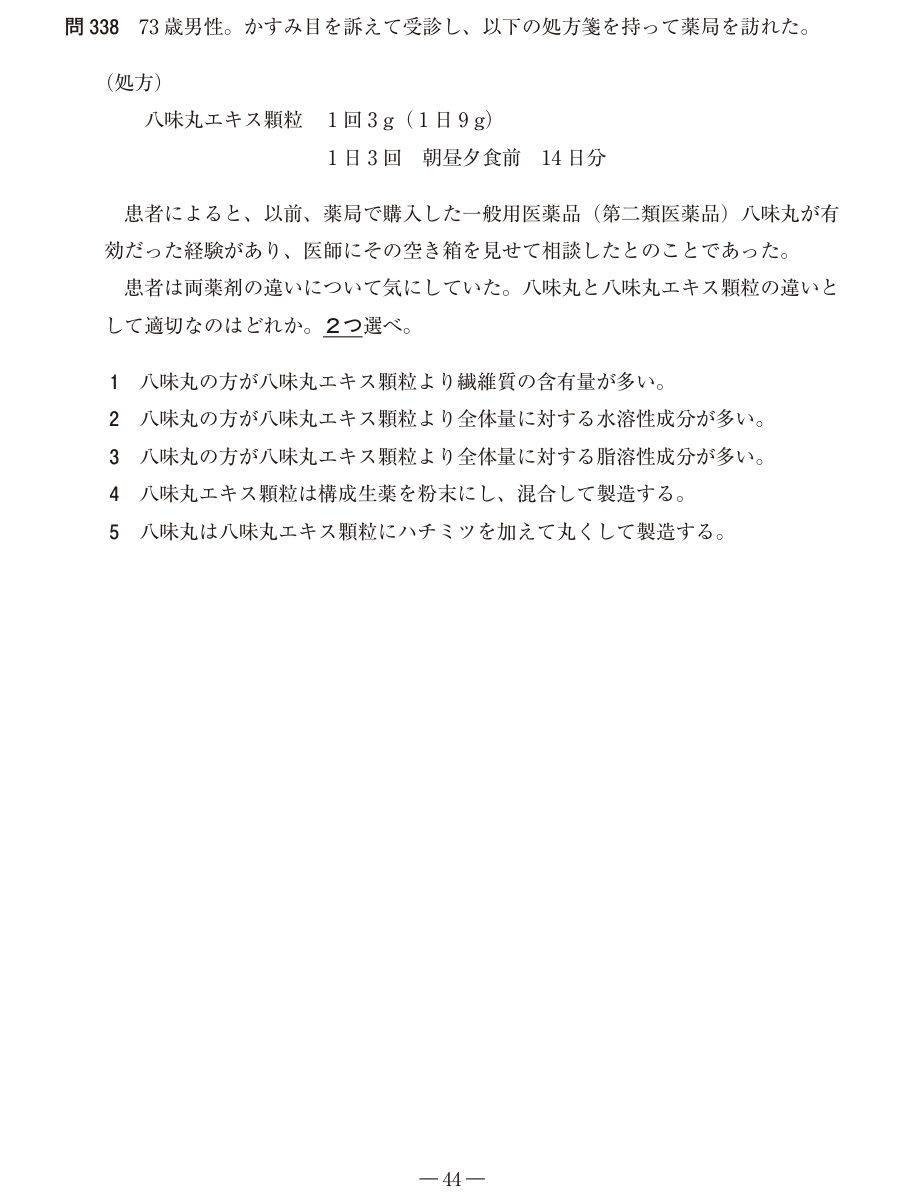 問 338 73 歳男性。かすみ目を訴えて受診し、以下の処方箋を持って薬局を訪れた。
(処方)
八味丸エキス顆粒 1 回 3 g(1 日 9 g)
1 日 3 回 朝昼夕食前 14 日分
患者によると、以前、薬局で購入した一般用医薬品(第二類医薬品)八味丸が有
効だった経験があり、医師にその空き箱を見せて相談したとのことであった。
患者は両薬剤の違いについて気にしていた。八味丸と八味丸エキス顆粒の違いと
して適切なのはどれか。2つ選べ。
1 八味丸の方が八味丸エキス顆粒より繊維質の含有量が多い。
2 八味丸の方が八味丸エキス顆粒より全体量に対する水溶性成分が多い。
3 八味丸の方が八味丸エキス顆粒より全体量に対する脂溶性成分が多い。
4 八味丸エキス顆粒は構成生薬を粉末にし、混合して製造する。
5 八味丸は八味丸エキス顆粒にハチミツを加えて丸くして製造する。
— 44 —